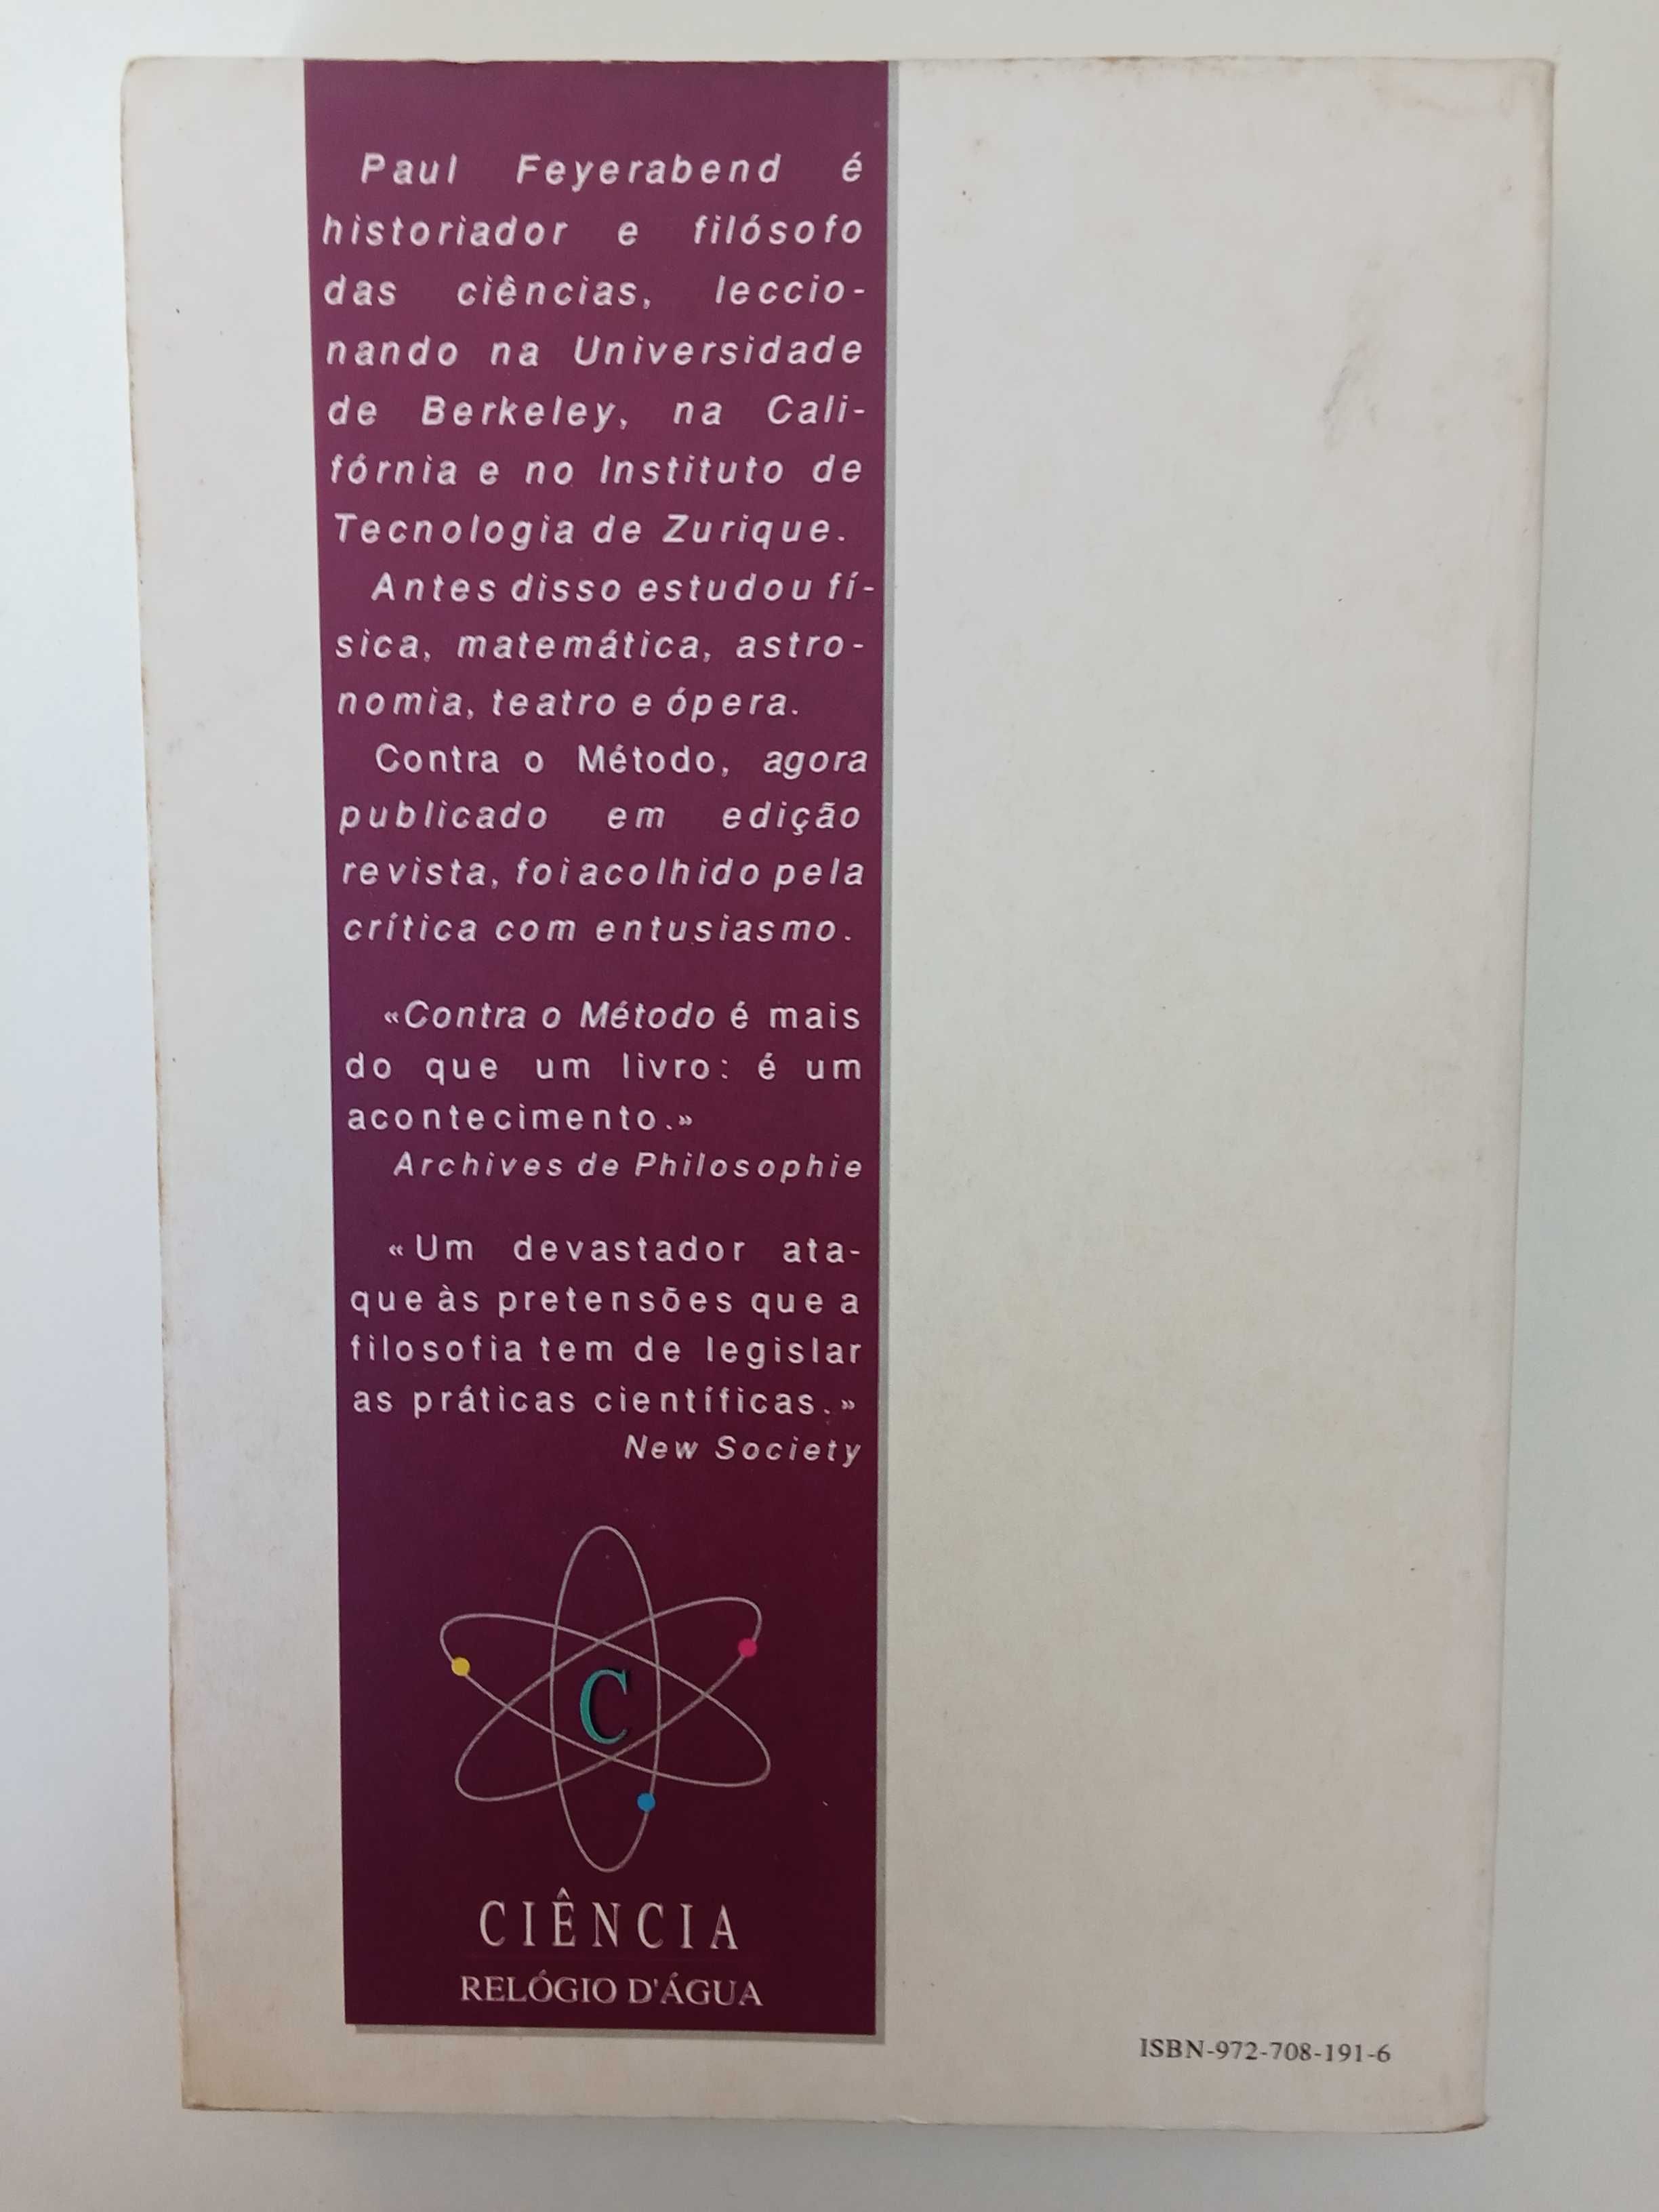 Paul Feyerabend é
historiador e filósofo
das ciências, leccio-
nando na Universidade
de Berkeley, na Cali-
fórnia e no Instituto de
Tecnologia de Zurique.
Antes disso estudou fí-
sica, matemática, astro-
nomia, teatro e ópera.
Contra o Método, agora
publicado em edição
revista, foi acolhido pela
crítica com entusiasmo.
«Contra o Método é mais
do que um livro: é um
acontecimento.»
Archives de Philosophie
«Um devastador ata-
que às pretensões que a
filosofia tem de legislar
as práticas científicas.»
New Society
C
CIÊNCIA
RELÓGIO D'ÁGUA
ISBN-972-708-191-6